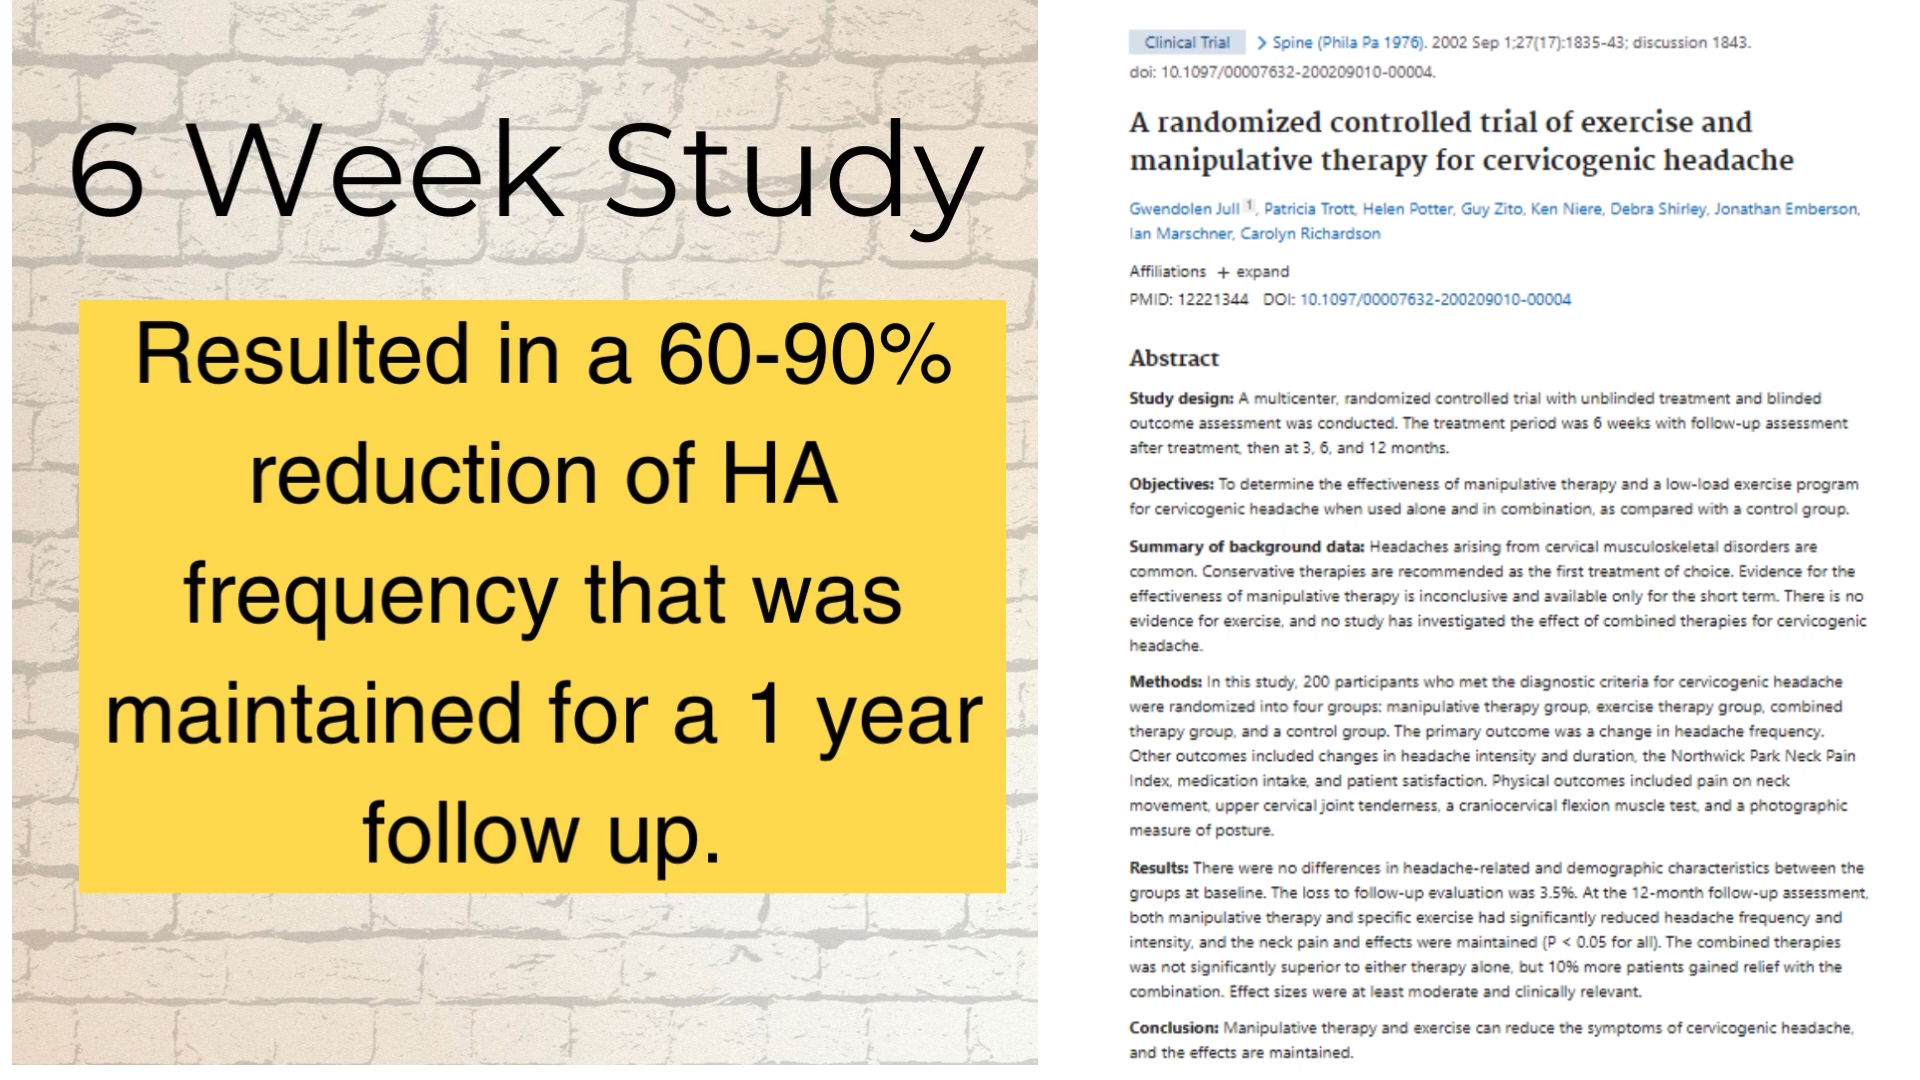 6 Week Study
Resulted in a 60-90%
reduction of HA
frequency that was
maintained for a 1 year
follow up.
Clinical Trial > Spine (Phila Pa 1976). 2002 Sep 1;27(17):1835-43; discussion 1843.
doi: 10.1097/00007632-200209010-00004.
A randomized controlled trial of exercise and
manipulative therapy for cervicogenic headache
Gwendolen Jull 1, Patricia Trott, Helen Potter, Guy Zito, Ken Niere, Debra Shirley, Jonathan Emberson,
Ian Marschner, Carolyn Richardson
Affiliations + expand
PMID: 12221344 DOI: 10.1097/00007632-200209010-00004
Abstract
Study design: A multicenter, randomized controlled trial with unblinded treatment and blinded
outcome assessment was conducted. The treatment period was 6 weeks with follow-up assessment
after treatment, then at 3, 6, and 12 months.
Objectives: To determine the effectiveness of manipulative therapy and a low-load exercise program
for cervicogenic headache when used alone and in combination, as compared with a control group.
Summary of background data: Headaches arising from cervical musculoskeletal disorders are
common. Conservative therapies are recommended as the first treatment of choice. Evidence for the
effectiveness of manipulative therapy is inconclusive and available only for the short term. There is no
evidence for exercise, and no study has investigated the effect of combined therapies for cervicogenic
headache.
Methods: In this study, 200 participants who met the diagnostic criteria for cervicogenic headache
were randomized into four groups: manipulative therapy group, exercise therapy group, combined
therapy group, and a control group. The primary outcome was a change in headache frequency.
Other outcomes included changes in headache intensity and duration, the Northwick Park Neck Pain
Index, medication intake, and patient satisfaction. Physical outcomes included pain on neck
movement, upper cervical joint tenderness, a craniocervical flexion muscle test, and a photographic
measure of posture.
Results: There were no differences in headache-related and demographic characteristics between the
groups at baseline. The loss to follow-up evaluation was 3.5%. At the 12-month follow-up assessment,
both manipulative therapy and specific exercise had significantly reduced headache frequency and
intensity, and the neck pain and effects were maintained (P < 0.05 for all). The combined therapies
was not significantly superior to either therapy alone, but 10% more patients gained relief with the
combination. Effect sizes were at least moderate and clinically relevant.
Conclusion: Manipulative therapy and exercise can reduce the symptoms of cervicogenic headache,
and the effects are maintained.